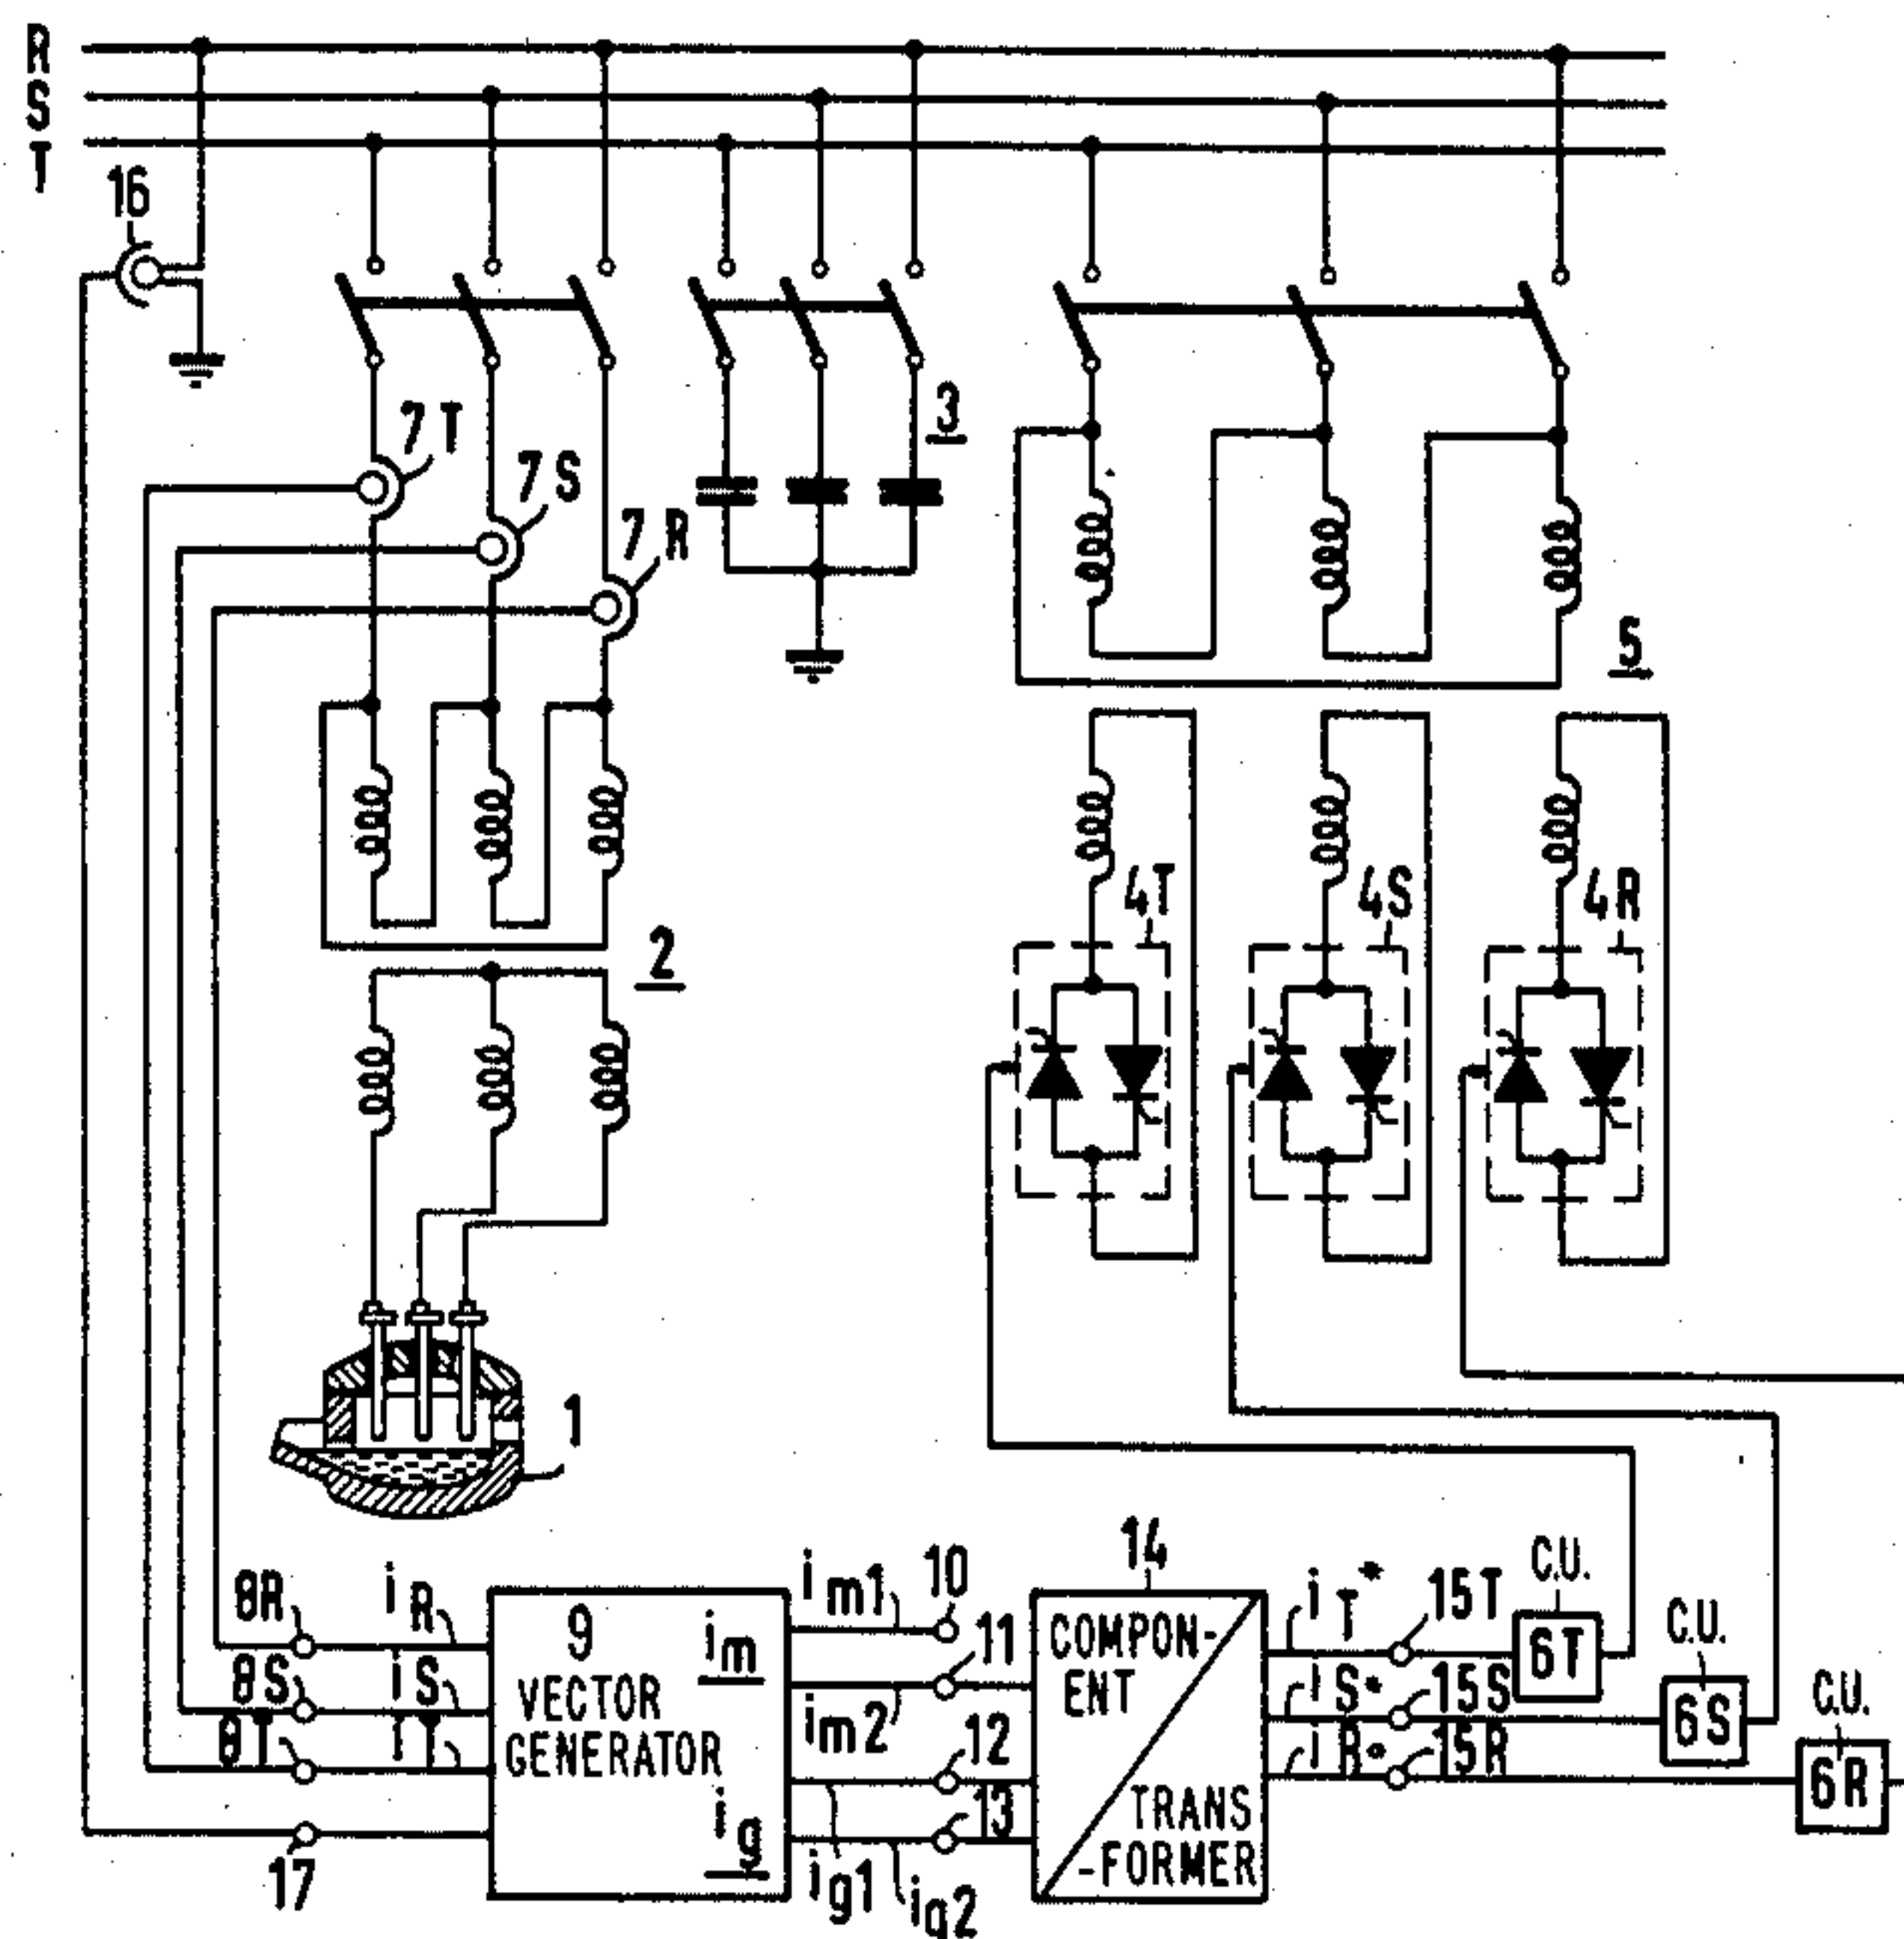 R
S
T
16
7T
7S
7R
3
5
2
4T
4S
4R
1
8R
iR
8S
iS
8T
iT
17
9
VECTOR
GENERATOR
im
ig
im1
10
11
im2
12
13
ig1
ig2
14
COMPON-
ENT
TRANS
-FORMER
iT*
15T
iS*
15S
iR*
15R
C.U.
6T
C.U.
6S
C.U.
6R